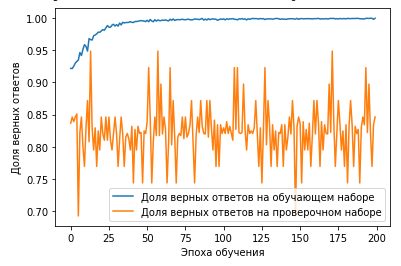 1.00
0.95
0.90
0.85
0.80
0.75
0.70
Доля верных ответов
Доля верных ответов на обучающем наборе
Доля верных ответов на проверочном наборе
0 25 50 75 100 125 150 175 200
Эпоха обучения